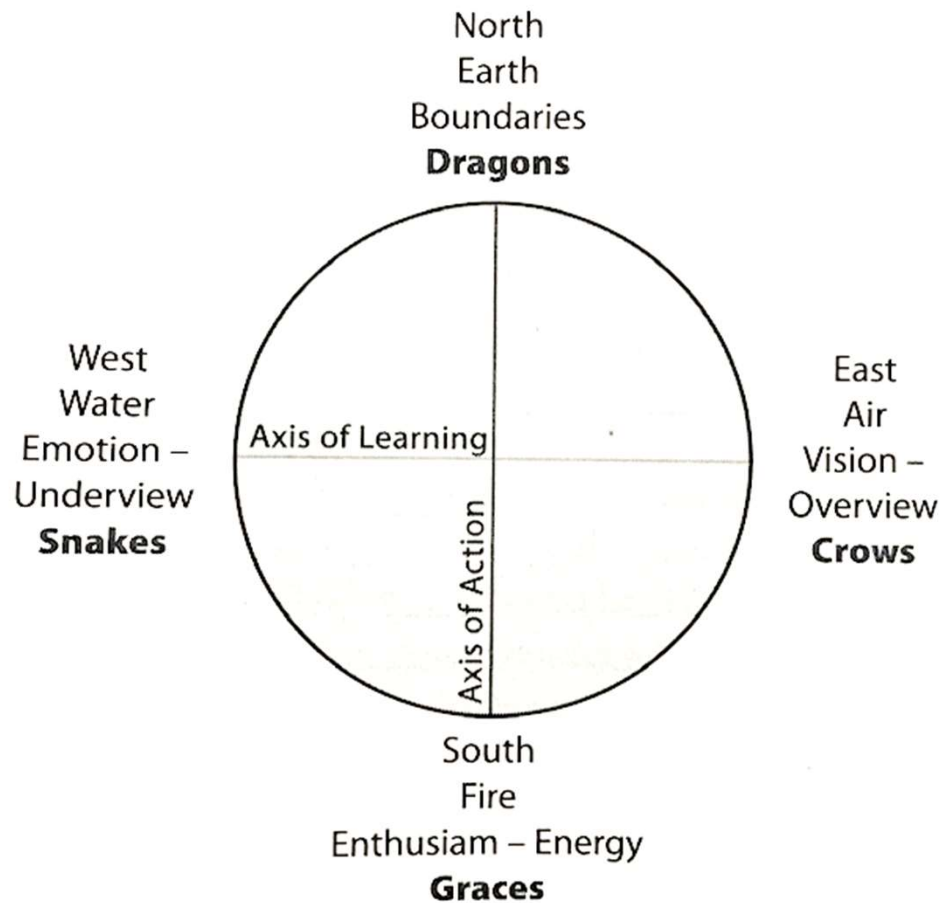 North
Earth
Boundaries
Dragons
West
Water
Emotion –
Underview
Snakes
Axis of Learning
Axis of Action
East
Air
Vision –
Overview
Crows
South
Fire
Enthusiam – Energy
Graces